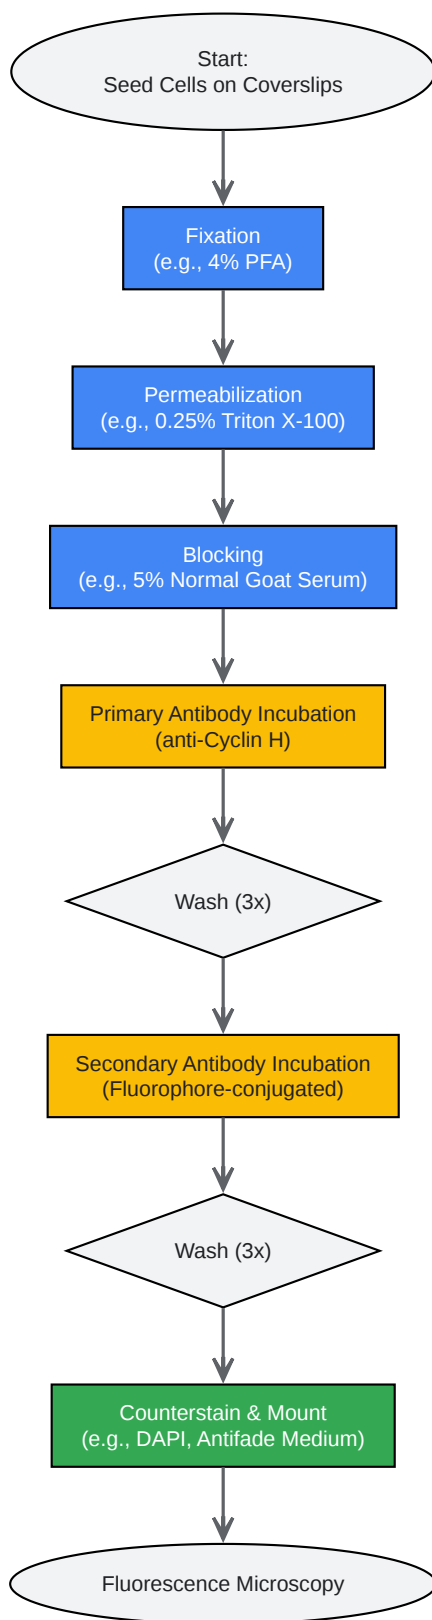 Start:
Seed Cells on Coverslips
Fixation
(e.g., 4% PFA)
Permeabilization
(e.g., 0.25% Triton X-100)
Blocking
(e.g., 5% Normal Goat Serum)
Primary Antibody Incubation
(anti-Cyclin H)
Wash (3x)
Secondary Antibody Incubation
(Fluorophore-conjugated)
Wash (3x)
Counterstain & Mount
(e.g., DAPI, Antifade Medium)
Fluorescence Microscopy